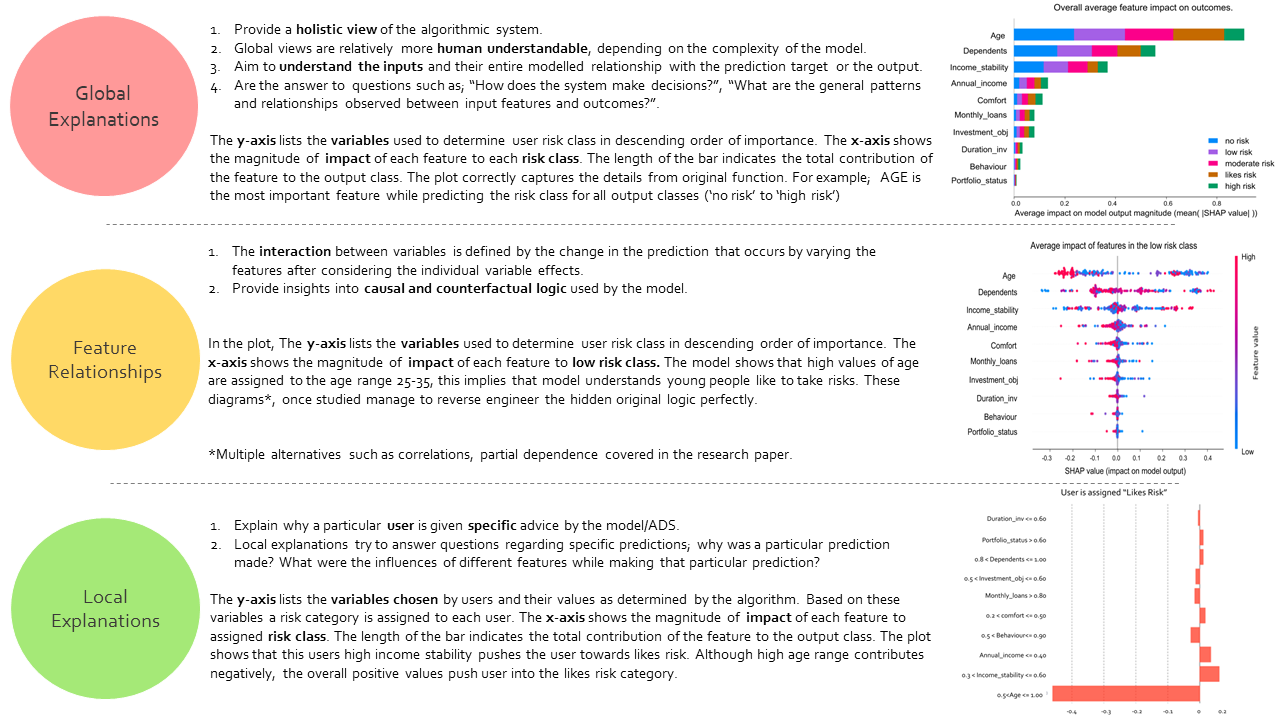 Global
Explanations
1. Provide a holistic view of the algorithmic system.
2. Global views are relatively more human understandable, depending on the complexity of the model.
3. Aim to understand the inputs and their entire modelled relationship with the prediction target or the output.
4. Are the answer to questions such as; “How does the system make decisions?”, “What are the general patterns
and relationships observed between input features and outcomes?”.
The y-axis lists the variables used to determine user risk class in descending order of importance. The x-axis shows
the magnitude of impact of each feature to each risk class. The length of the bar indicates the total contribution of
the feature to the output class. The plot correctly captures the details from original function. For example; AGE is
the most important feature while predicting the risk class for all output classes (‘no risk’ to ‘high risk’)
Overall average feature impact on outcomes.
Age
Dependents
Income_stability
Annual_income
Comfort
Monthly_loans
Investment_obj
Duration_inv
Behaviour
Portfolio_status
no risk
low risk
moderate risk
likes risk
high risk
0.0 0.2 0.4 0.6 0.8
Average impact on model output magnitude (mean( |SHAP value| ))
Feature
Relationships
1. The interaction between variables is defined by the change in the prediction that occurs by varying the
features after considering the individual variable effects.
2. Provide insights into causal and counterfactual logic used by the model.
In the plot, The y-axis lists the variables used to determine user risk class in descending order of importance. The
x-axis shows the magnitude of impact of each feature to low risk class. The model shows that high values of age
are assigned to the age range 25-35, this implies that model understands young people like to take risks. These
diagrams*, once studied manage to reverse engineer the hidden original logic perfectly.
*Multiple alternatives such as correlations, partial dependence covered in the research paper.
Average impact of features in the low risk class
High
Age
Dependents
Income_stability
Annual_income
Comfort
Monthly_loans
Investment_obj
Duration_inv
Behaviour
Portfolio_status
Feature value
Low
-0.3 -0.2 -0.1 0.0 0.1 0.2 0.3 0.4
SHAP value (impact on model output)
Local
Explanations
1. Explain why a particular user is given specific advice by the model/ADS.
2. Local explanations try to answer questions regarding specific predictions; why was a particular prediction
made? What were the influences of different features while making that particular prediction?
The y-axis lists the variables chosen by users and their values as determined by the algorithm. Based on these
variables a risk category is assigned to each user. The x-axis shows the magnitude of impact of each feature to
assigned risk class. The length of the bar indicates the total contribution of the feature to the output class. The plot
shows that this users high income stability pushes the user towards likes risk. Although high age range contributes
negatively, the overall positive values push user into the likes risk category.
User is assigned "Likes Risk"
Duration_inv <= 0.60
Portfolio_status > 0.60
0.8 < Dependents <= 1.00
0.5 < Investment_obj <= 0.60
Monthly_loans > 0.80
0.2 < comfort <= 0.50
0.5 < Behaviour<= 0.90
Annual_income <= 0.40
0.3 < Income_stability <= 0.60
0.5<Age <= 1.00
-0.4 -0.3 -0.2 -0.1 0 0.2